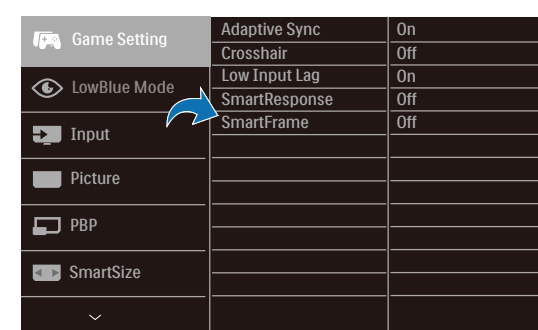 Game Setting
LowBlue Mode
Input
Picture
PBP
SmartSize
Adaptive Sync On
Crosshair Off
Low Input Lag On
SmartResponse Off
SmartFrame Off